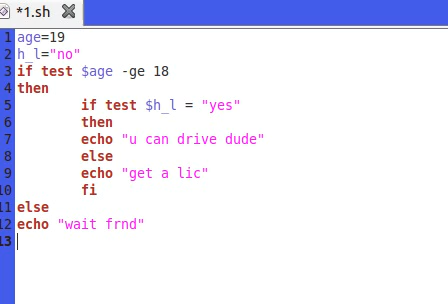 *1.sh
1 age=19
2 h_l="no"
3 if test $age -ge 18
4 then
5 if test $h_l = "yes"
6 then
7 echo "u can drive dude"
8 else
9 echo "get a lic"
10 fi
11 else
12 echo "wait frnd"
13